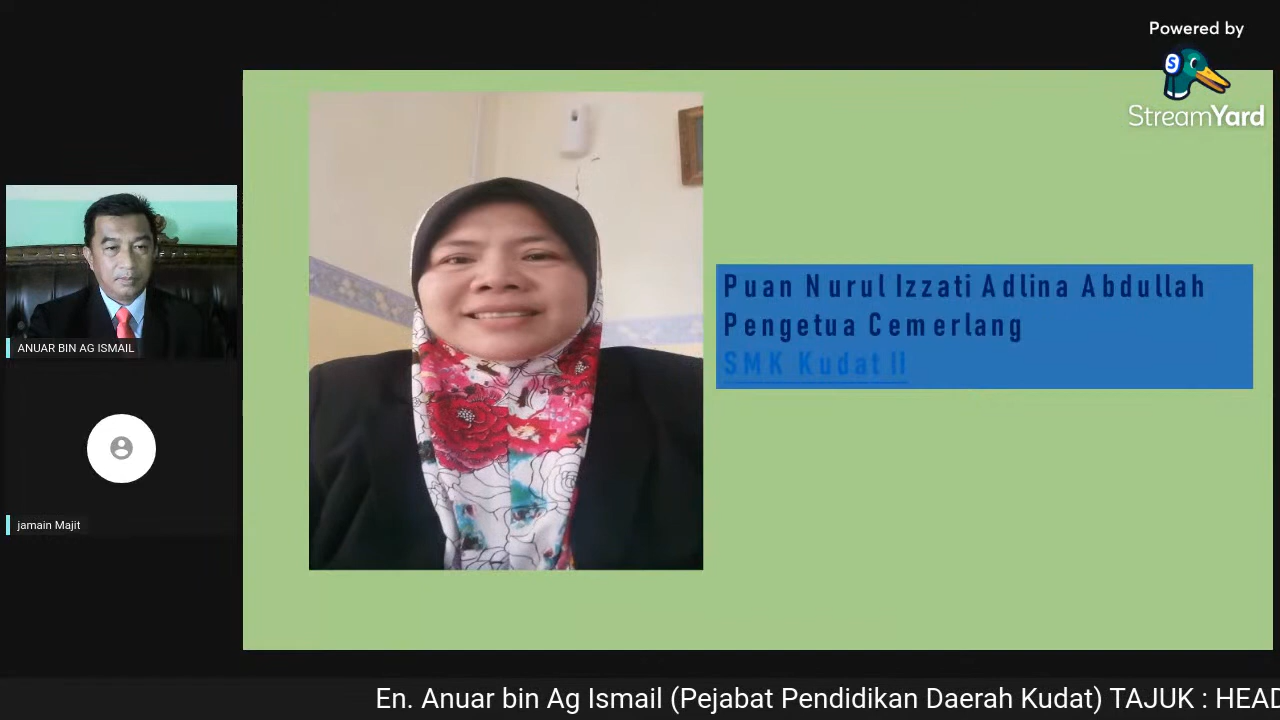 Powered by
StreamYard
Puan Nurul Izzati Adlina Abdullah
Pengetua Cemerlang
SMK Kudat II
ANUAR BIN AG ISMAIL
jamain Majit
En. Anuar bin Ag Ismail (Pejabat Pendidikan Daerah Kudat) TAJUK : HEAD